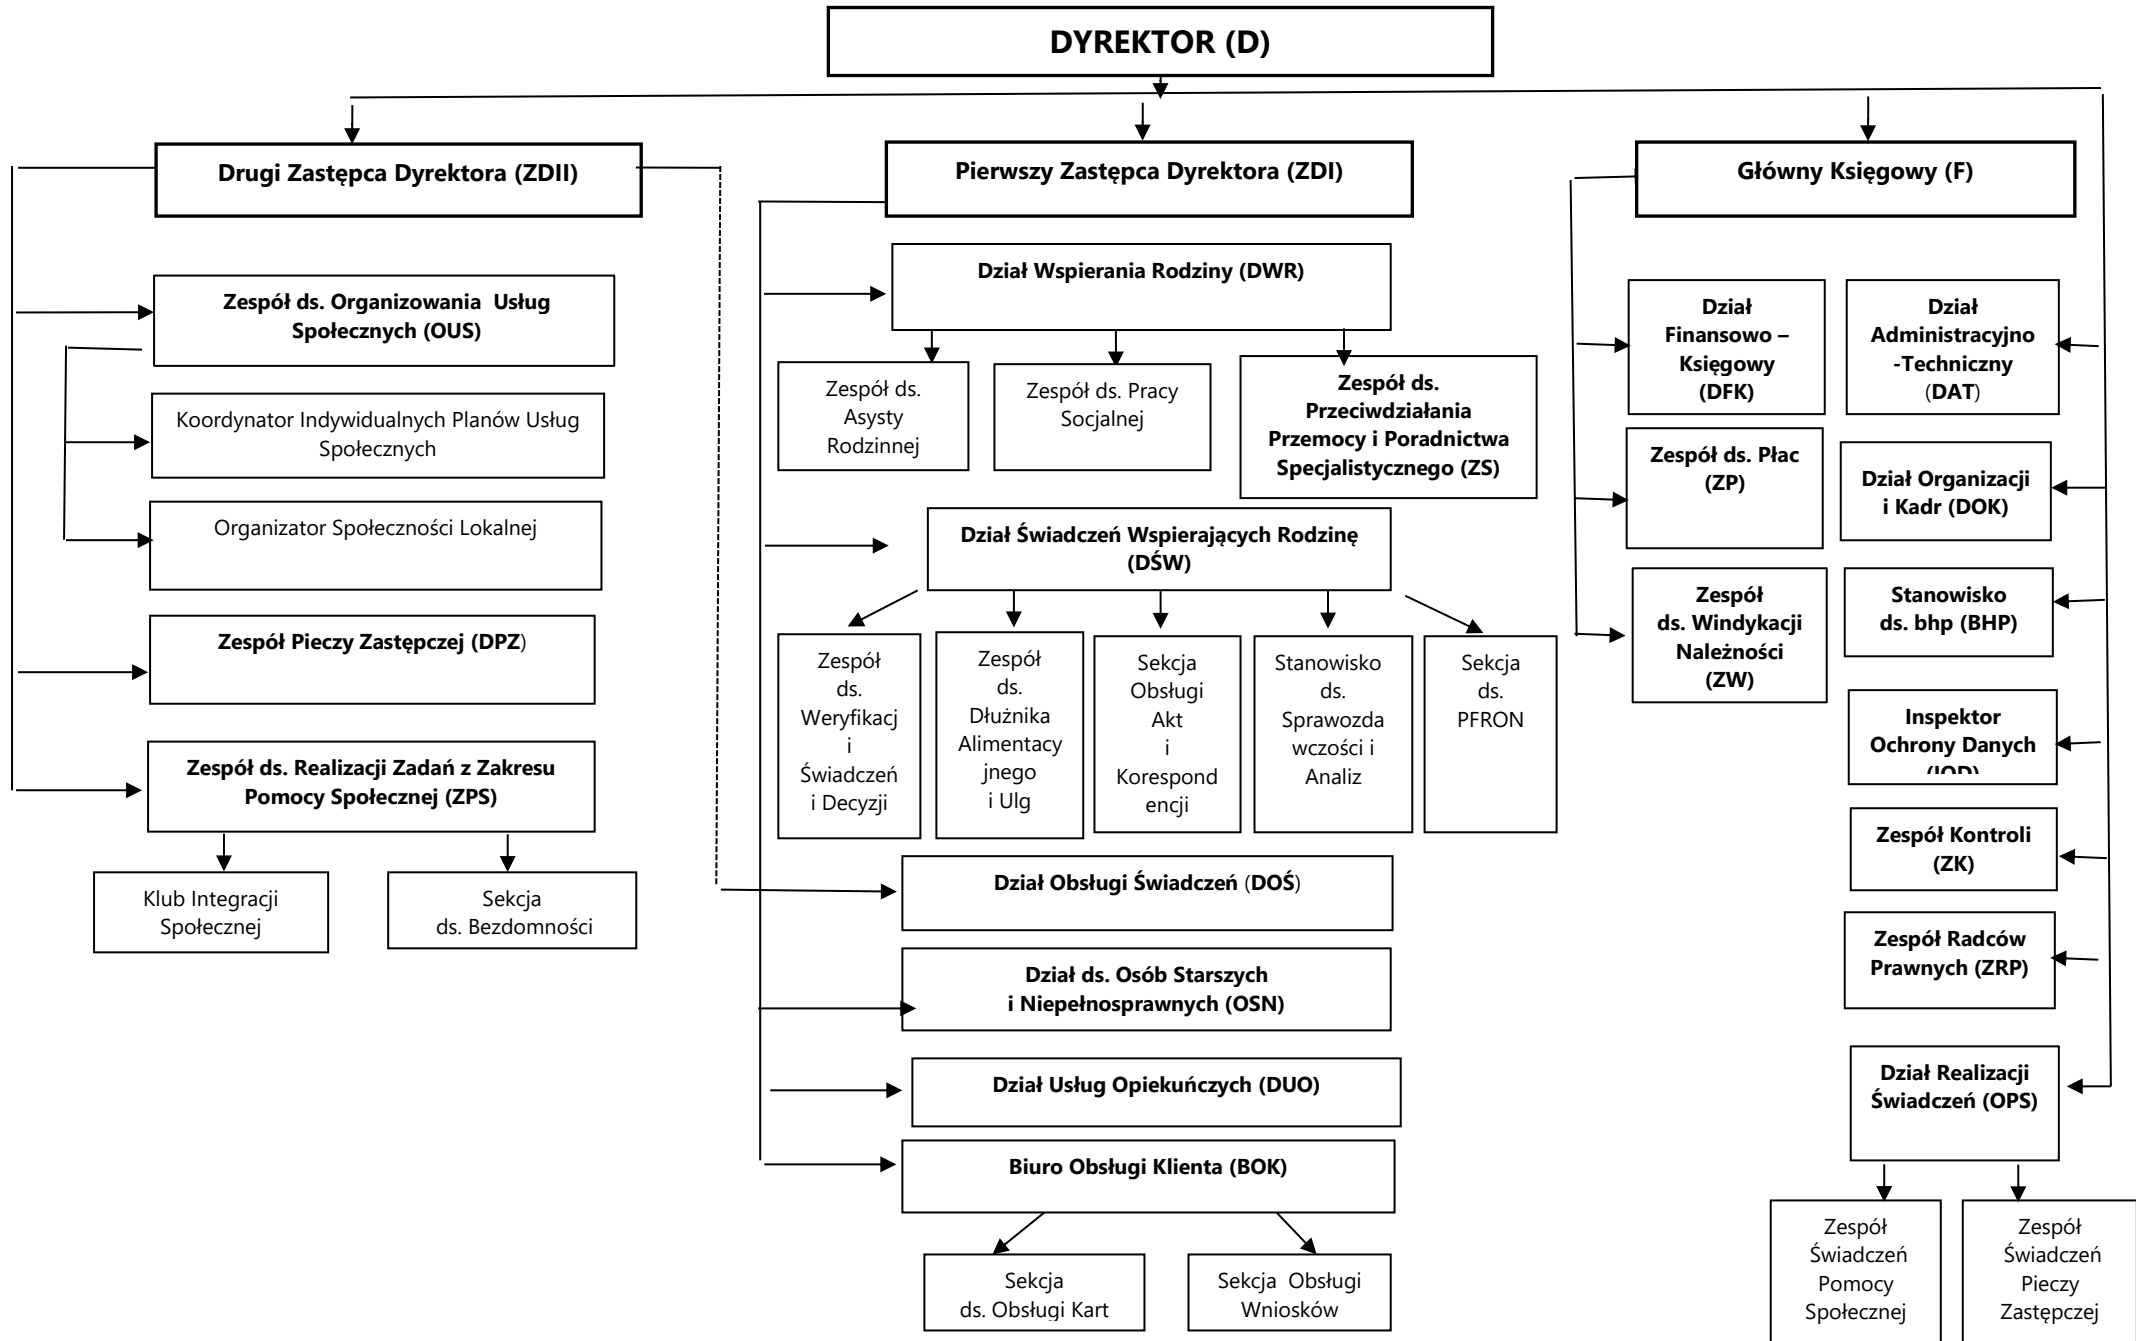 DYREKTOR (D)
Drugi Zastępca Dyrektora (ZDII)
Pierwszy Zastępca Dyrektora (ZDI)
Główny Księgowy (F)
Zespół ds. Organizowania  Usług
Społecznych (OUS)
Koordynator Indywidualnych Planów Usług
Społecznych
Organizator Społeczności Lokalnej
Zespół Pieczy Zastępczej (DPZ)
Zespół ds. Realizacji Zadań z Zakresu
Pomocy Społecznej (ZPS)
Klub Integracji
Społecznej
Sekcja
ds. Bezdomności
Dział Wspierania Rodziny (DWR)
Zespół ds.
Asysty
Rodzinnej
Zespół ds. Pracy
Socjalnej
Zespół ds.
Przeciwdziałania
Przemocy i Poradnictwa
Specjalistycznego (ZS)
Dział Świadczeń Wspierających Rodzinę
(DŚW)
Zespół
ds.
Weryfikacj
i
Świadczeń
i Decyzji
Zespół
ds.
Dłużnika
Alimentacy
jnego
i Ulg
Sekcja
Obsługi
Akt
i
Korespond
encji
Stanowisko
ds.
Sprawozda
wczości i
Analiz
Sekcja
ds.
PFRON
Dział Obsługi Świadczeń (DOŚ)
Dział ds. Osób Starszych
i Niepełnosprawnych (OSN)
Dział Usług Opiekuńczych (DUO)
Biuro Obsługi Klienta (BOK)
Sekcja
ds. Obsługi Kart
Sekcja  Obsługi
Wniosków
Dział
Finansowo –
Księgowy
(DFK)
Zespół ds. Płac
(ZP)
Zespół
ds. Windykacji
Należności
(ZW)
Dział
Administracyjno
-Techniczny
(DAT)
Dział Organizacji
i Kadr (DOK)
Stanowisko
ds. bhp (BHP)
Inspektor
Ochrony Danych
(IOD)
Zespół Kontroli
(ZK)
Zespół Radców
Prawnych (ZRP)
Dział Realizacji
Świadczeń (OPS)
Zespół
Świadczeń
Pomocy
Społecznej
Zespół
Świadczeń
Pieczy
Zastępczej